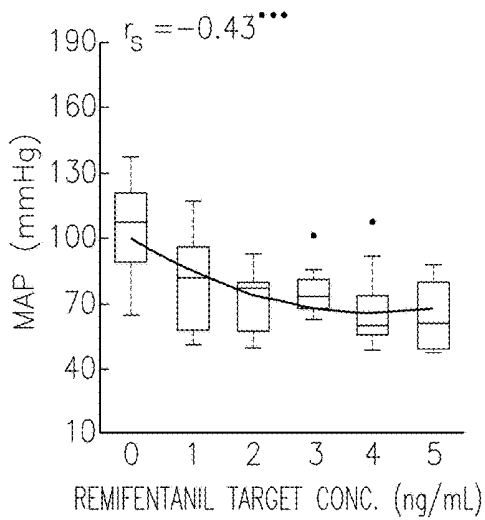 r_s = −0.43•••
190
160
130
100
70
40
10
MAP (mmHg)
0 1 2 3 4 5
REMIFENTANIL TARGET CONC. (ng/mL)